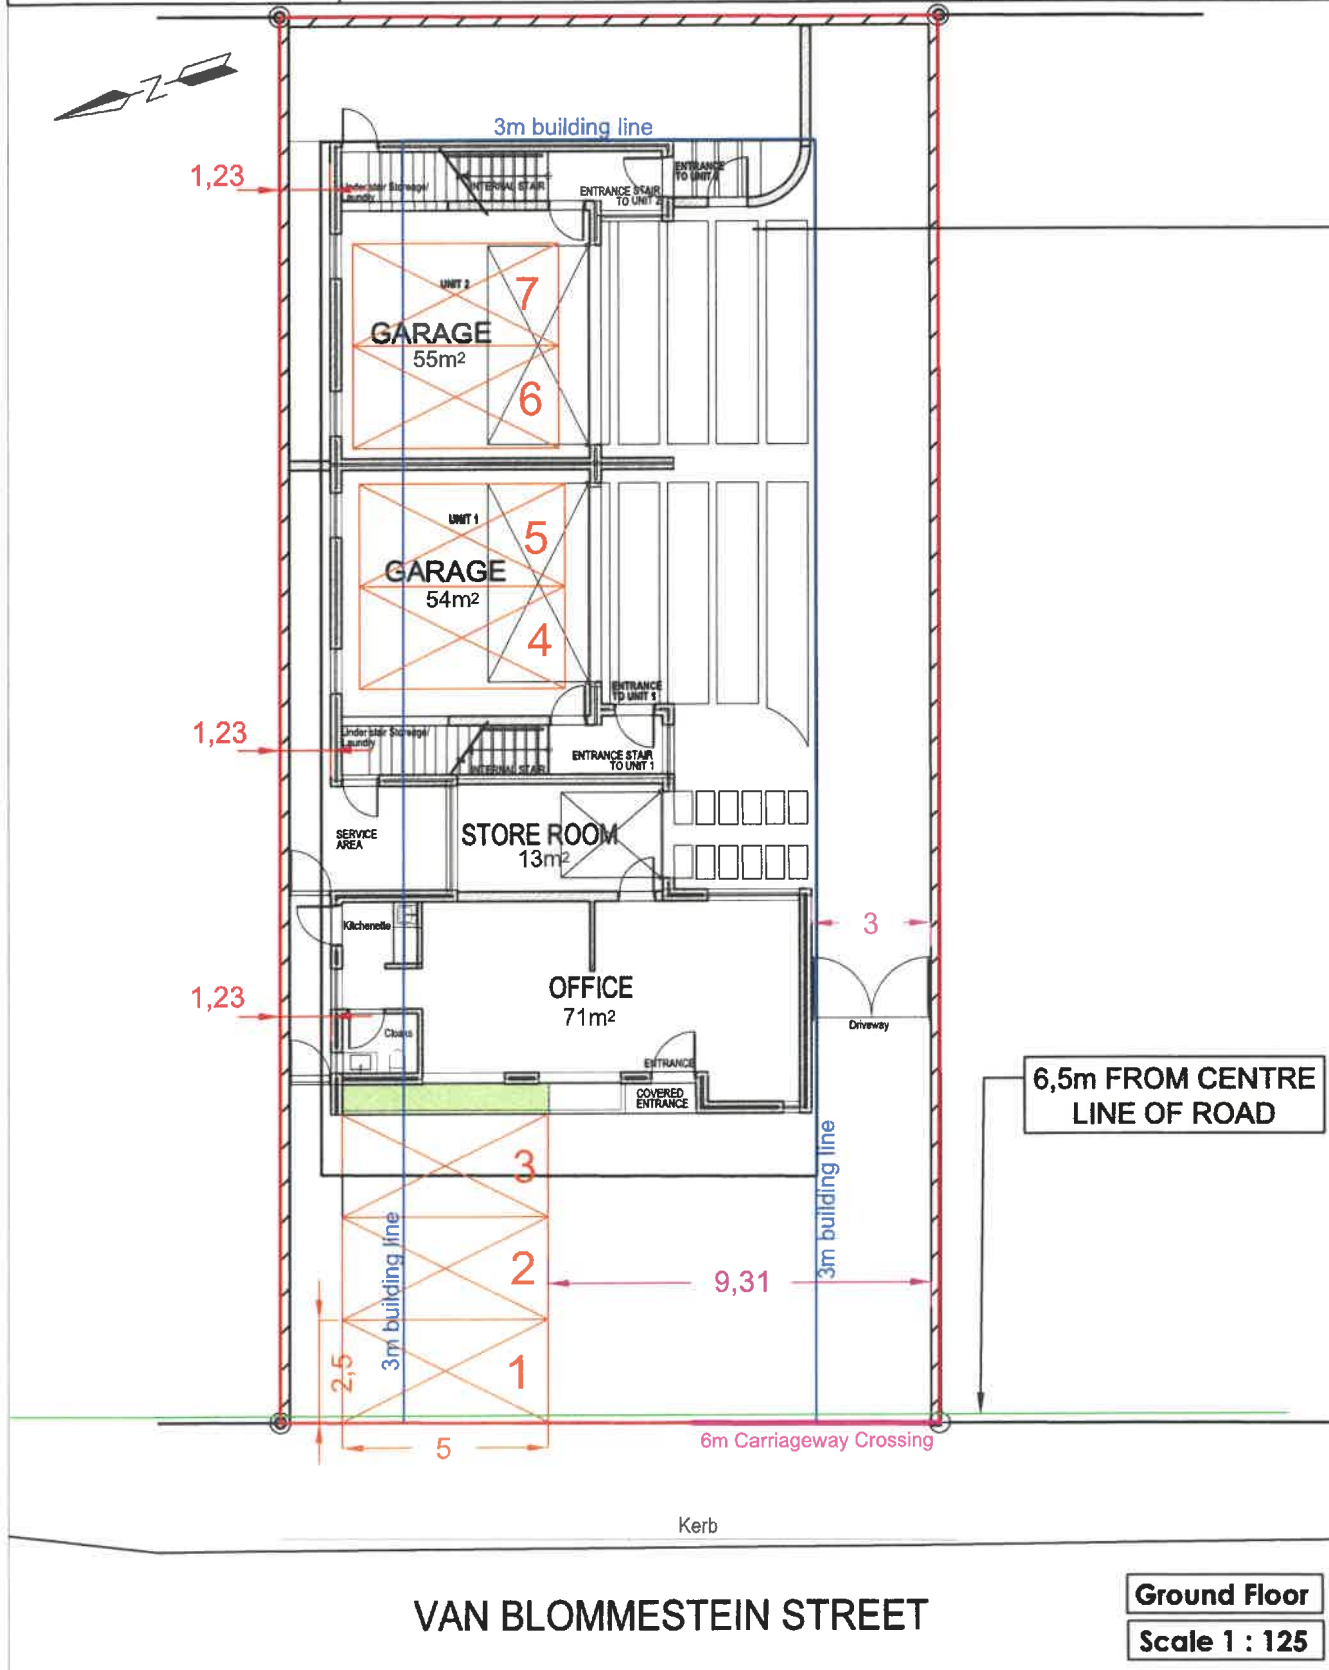 N
3m building line
1,23
Under stair Storeage/
Laundry
INTERNAL STAIR
ENTRANCE STAIR
TO UNIT 2
ENTRANCE
TO UNIT
UNIT 2
7
GARAGE
55m²
6
UNIT 1
5
GARAGE
54m²
4
ENTRANCE
TO UNIT 1
1,23
Under stair Storeage/
Laundry
INTERNAL STAIR
ENTRANCE STAIR
TO UNIT 1
SERVICE
AREA
STORE ROOM
13m²
Kitchenette
3
OFFICE
71m²
1,23
Cloaks
Driveway
ENTRANCE
COVERED
ENTRANCE
6,5m FROM CENTRE
LINE OF ROAD
3
3m building line
3m building line
2
9,31
2,5
1
5
6m Carriageway Crossing
Kerb
VAN BLOMMESTEIN STREET
Ground Floor
Scale 1 : 125